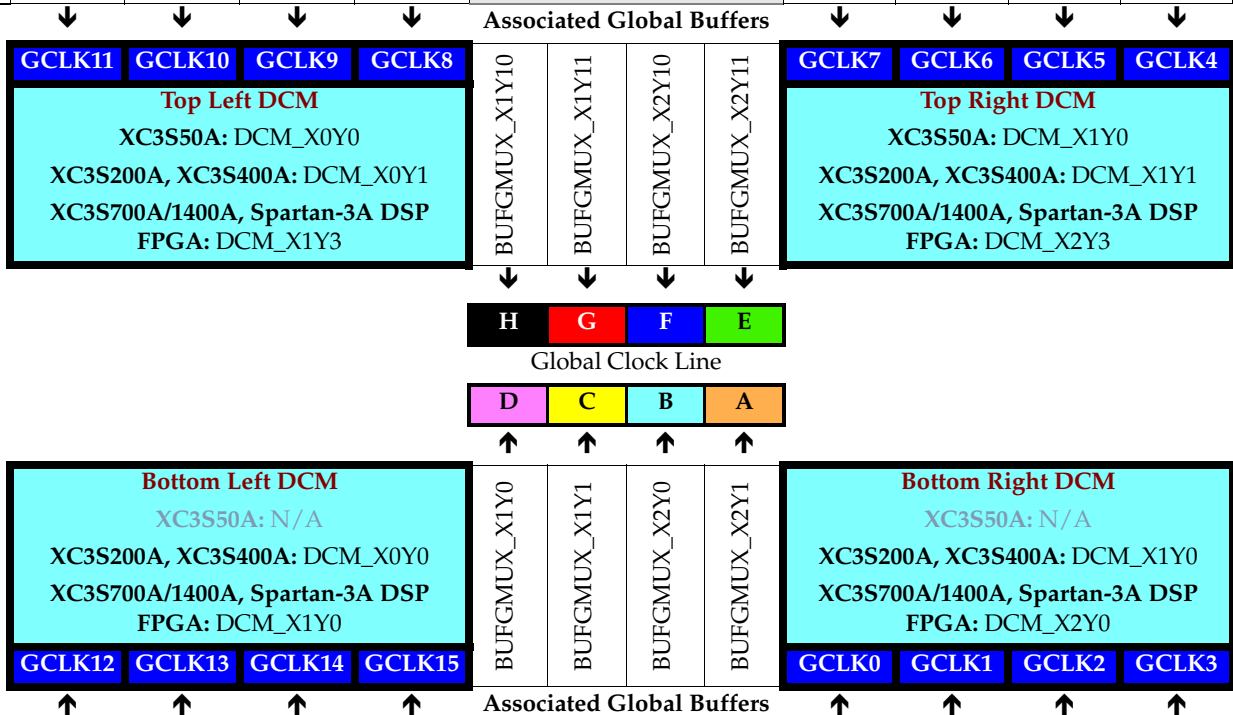 Associated Global Buffers
GCLK11 GCLK10 GCLK9 GCLK8
Top Left DCM
XC3S50A: DCM_X0Y0
XC3S200A, XC3S400A: DCM_X0Y1
XC3S700A/1400A, Spartan-3A DSP
FPGA: DCM_X1Y3
BUFGMUX_X1Y10
BUFGMUX_X1Y11
BUFGMUX_X2Y10
BUFGMUX_X2Y11
GCLK7 GCLK6 GCLK5 GCLK4
Top Right DCM
XC3S50A: DCM_X1Y0
XC3S200A, XC3S400A: DCM_X1Y1
XC3S700A/1400A, Spartan-3A DSP
FPGA: DCM_X2Y3
H G F E
Global Clock Line
D C B A
Bottom Left DCM
XC3S50A: N/A
XC3S200A, XC3S400A: DCM_X0Y0
XC3S700A/1400A, Spartan-3A DSP
FPGA: DCM_X1Y0
GCLK12 GCLK13 GCLK14 GCLK15
BUFGMUX_X1Y0
BUFGMUX_X1Y1
BUFGMUX_X2Y0
BUFGMUX_X2Y1
Bottom Right DCM
XC3S50A: N/A
XC3S200A, XC3S400A: DCM_X1Y0
XC3S700A/1400A, Spartan-3A DSP
FPGA: DCM_X2Y0
GCLK0 GCLK1 GCLK2 GCLK3
Associated Global Buffers